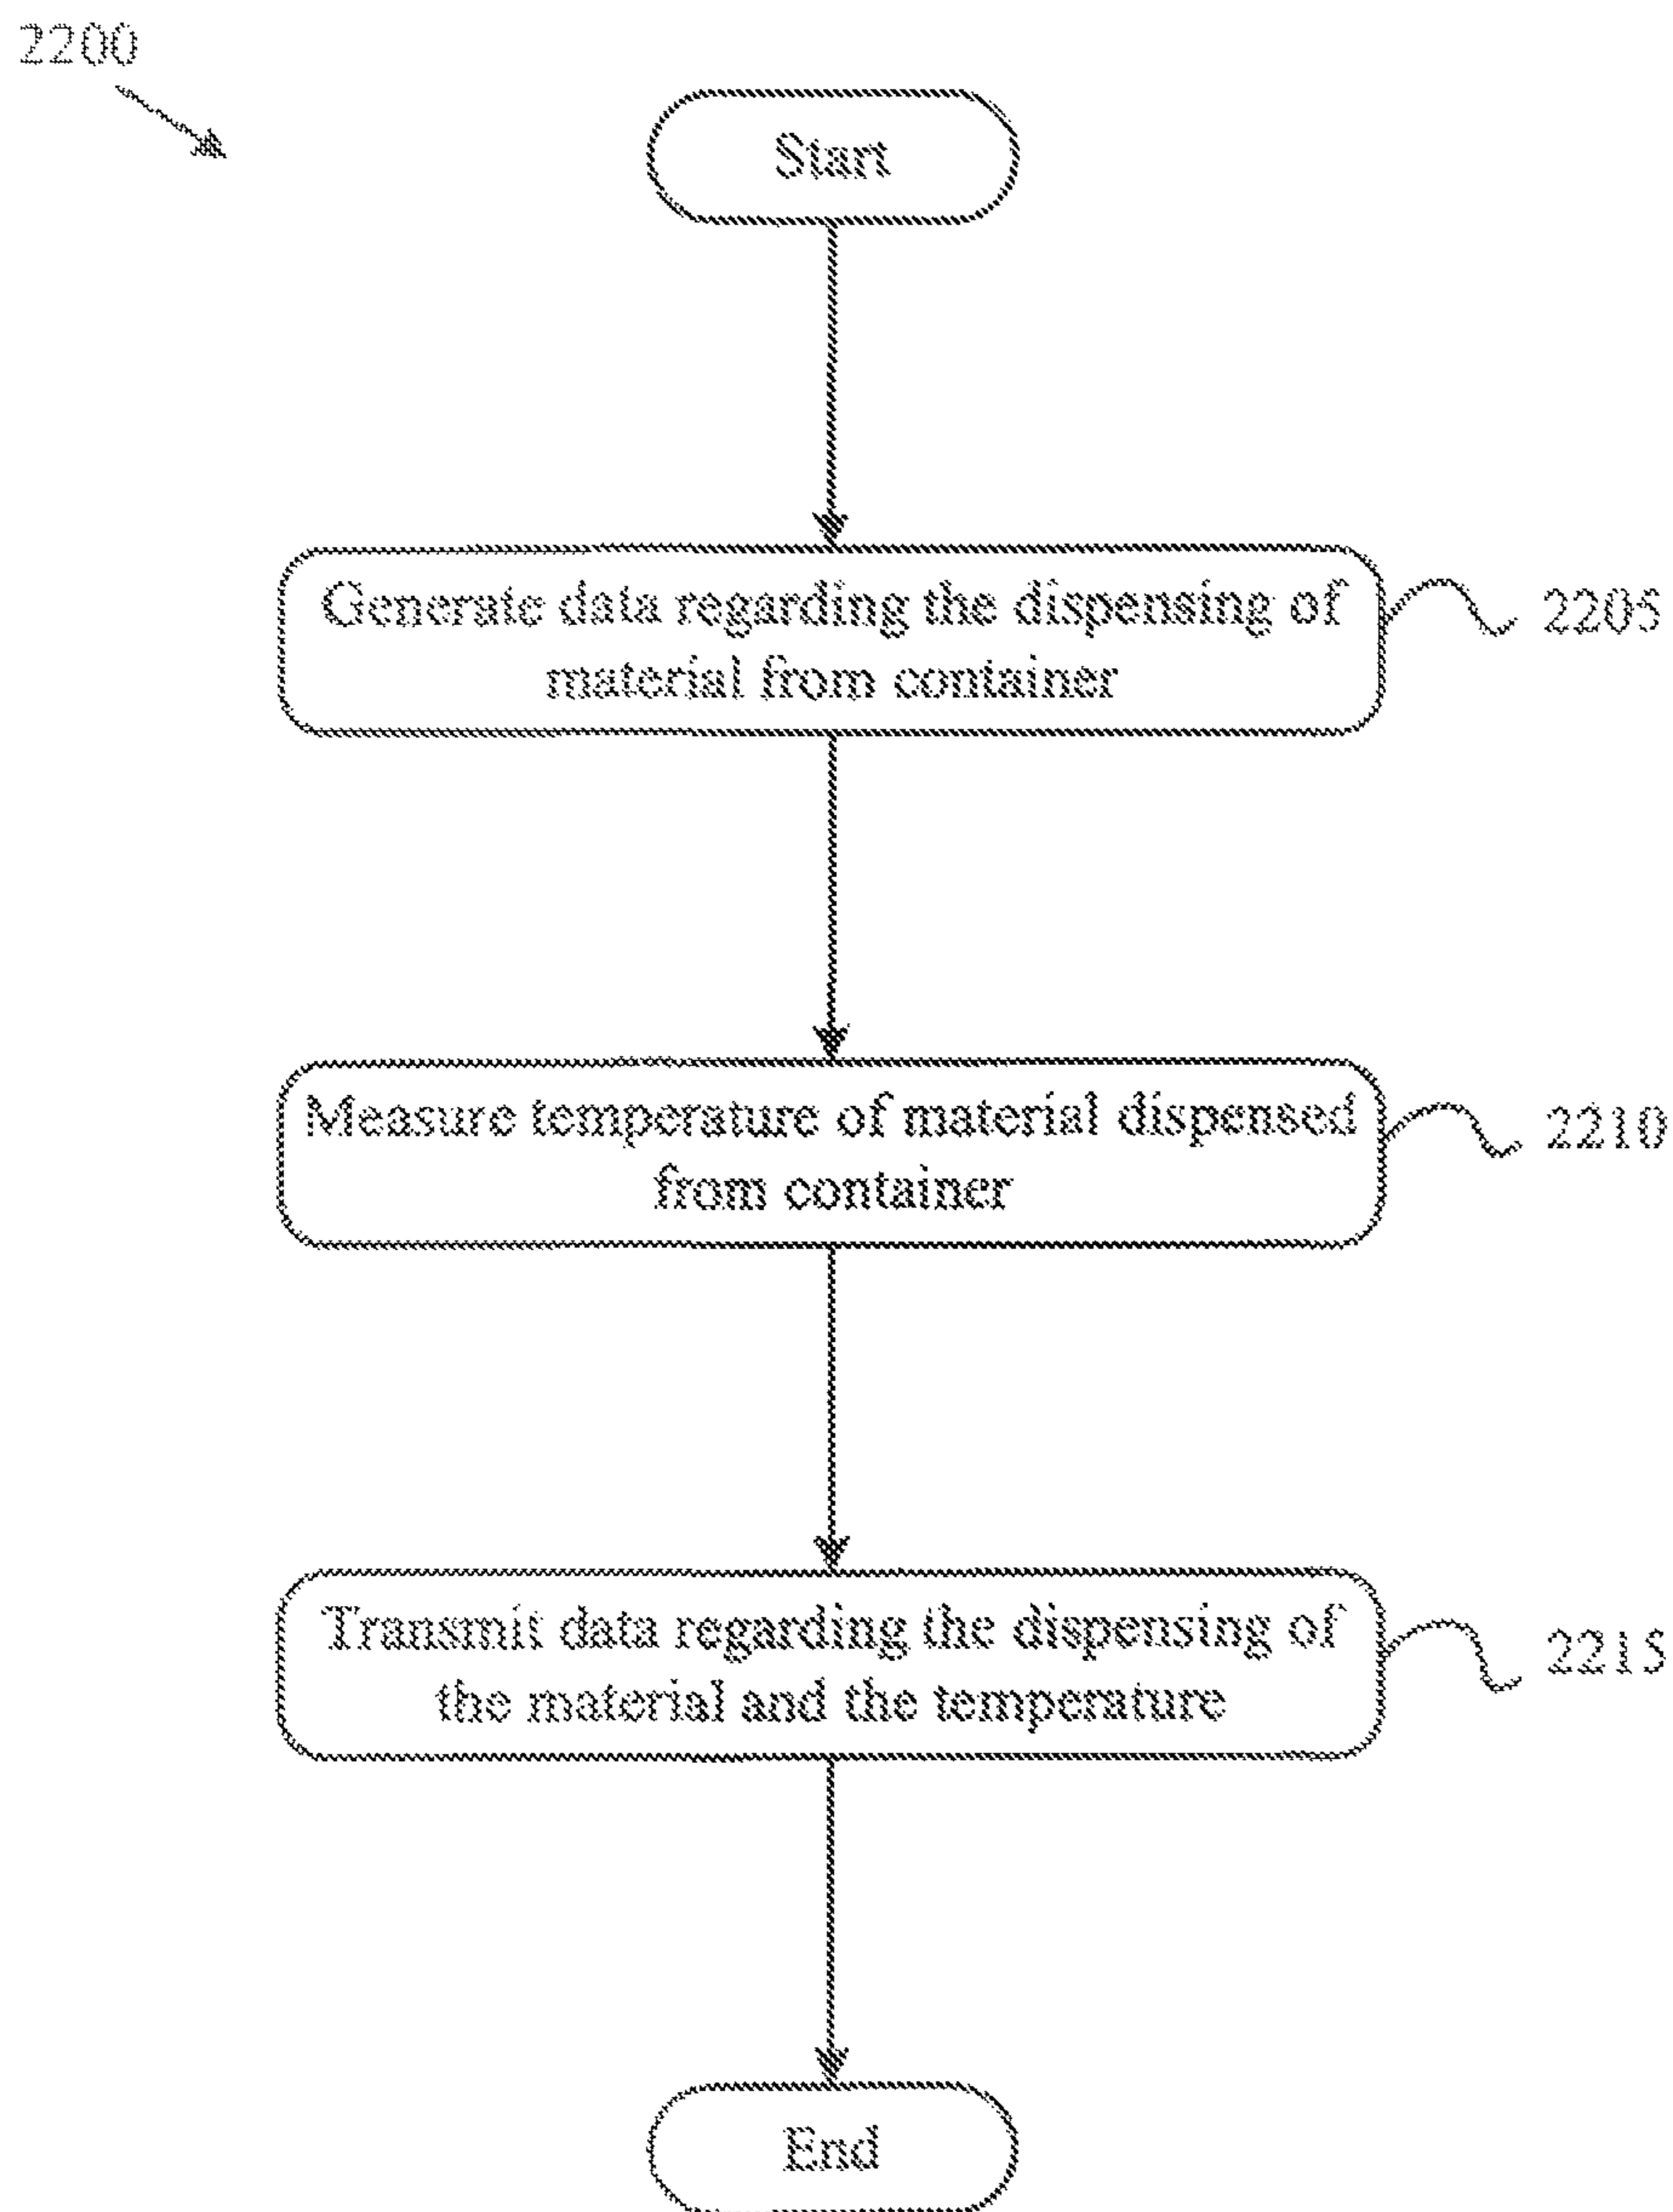 2200
Start
Generate data regarding the dispensing of
material from container
2205
Measure temperature of material dispensed
from container
2210
Transmit data regarding the dispensing of
the material and the temperature
2215
End